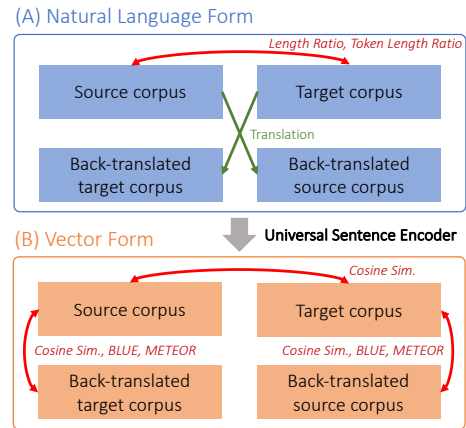 (A) Natural Language Form
Length Ratio, Token Length Ratio
Source corpus
Target corpus
Translation
Back-translated
target corpus
Back-translated
source corpus
Universal Sentence Encoder
(B) Vector Form
Cosine Sim.
Source corpus
Target corpus
Cosine Sim., BLUE, METEOR
Cosine Sim., BLUE, METEOR
Back-translated
target corpus
Back-translated
source corpus